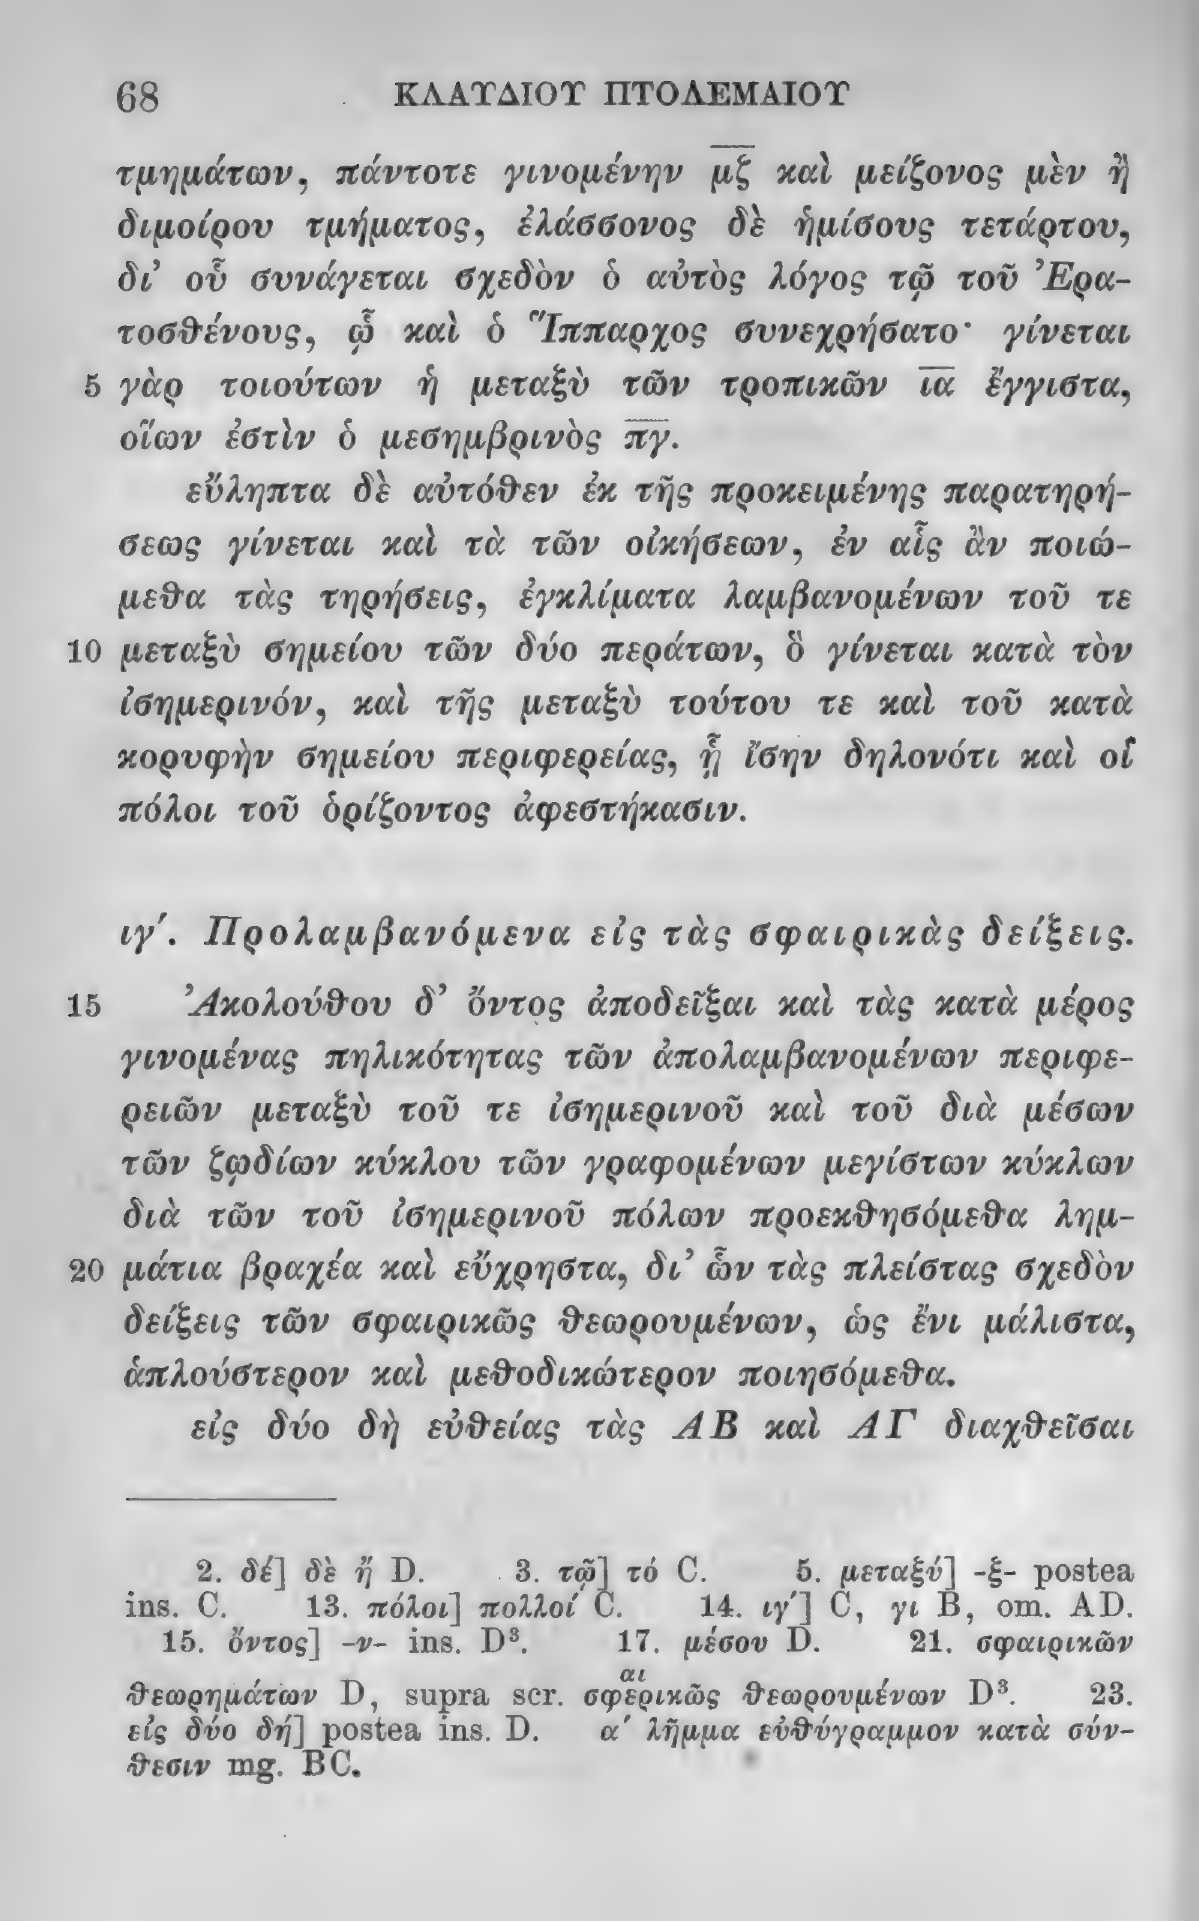 68 ΚΛΑΥΔΙΟΥ ΠΤΟΛΕΜΑΙΟΥ
τμημάτων, πάντοτε γινομένην μ̅ζ̅ καὶ μείζονος μὲν ἢ
διμοίρου τμήματος, ἐλάσσονος δὲ ἡμίσους τετάρτου,
δι’ οὗ συνάγεται σχεδὸν ὁ αὐτὸς λόγος τῷ τοῦ Ἐρα-
τοσθένους, ᾧ καὶ ὁ Ἵππαρχος συνεχρήσατο· γίνεται
5 γὰρ τοιούτων ἡ μεταξὺ τῶν τροπικῶν ι̅α̅ ἔγγιστα,
οἵων ἐστὶν ὁ μεσημβρινὸς π̅γ̅.
εὔληπτα δὲ αὐτόθεν ἐκ τῆς προκειμένης παρατηρή-
σεως γίνεται καὶ τὰ τῶν οἰκήσεων, ἐν αἷς ἂν ποιώ-
μεθα τὰς τηρήσεις, ἐγκλίματα λαμβανομένων τοῦ τε
10 μεταξὺ σημείου τῶν δύο περάτων, ὃ γίνεται κατὰ τὸν
ἰσημερινόν, καὶ τῆς μεταξὺ τούτου τε καὶ τοῦ κατὰ
κορυφὴν σημείου περιφερείας, ᾗ ἴσην δηλονότι καὶ οἱ
πόλοι τοῦ ὁρίζοντος ἀφεστήκασιν.
ιγʹ. Προλαμβανόμενα εἰς τὰς σφαιρικὰς δείξεις.
15 Ἀκολούθου δ’ ὄντος ἀποδεῖξαι καὶ τὰς κατὰ μέρος
γινομένας πηλικότητας τῶν ἀπολαμβανομένων περιφε-
ρειῶν μεταξὺ τοῦ τε ἰσημερινοῦ καὶ τοῦ διὰ μέσων
τῶν ζῳδίων κύκλου τῶν γραφομένων μεγίστων κύκλων
διὰ τῶν τοῦ ἰσημερινοῦ πόλων προεκθησόμεθα λημ-
20 μάτια βραχέα καὶ εὔχρηστα, δι’ ὧν τὰς πλείστας σχεδὸν
δείξεις τῶν σφαιρικῶς θεωρουμένων, ὡς ἔνι μάλιστα,
ἁπλούστερον καὶ μεθοδικώτερον ποιησόμεθα.
εἰς δύο δὴ εὐθείας τὰς ΑΒ καὶ ΑΓ διαχθεῖσαι
2. δέ] δὲ ἤ D. 3. τῷ] τό C. 5. μεταξύ] -ξ- postea
ins. C. 13. πόλοι] πολλοί C. 14. ιγʹ] C, γι B, om. AD.
15. ὄντος] -ν- ins. D³. 17. μέσου D. 21. σφαιρικῶν
αι
θεωρημάτων D, supra scr. σφερικῶς θεωρουμένων D³. 23.
εἰς δύο δή] postea ins. D. αʹ λῆμμα εὐθύγραμμον κατὰ σύν-
θεσιν mg. BC.